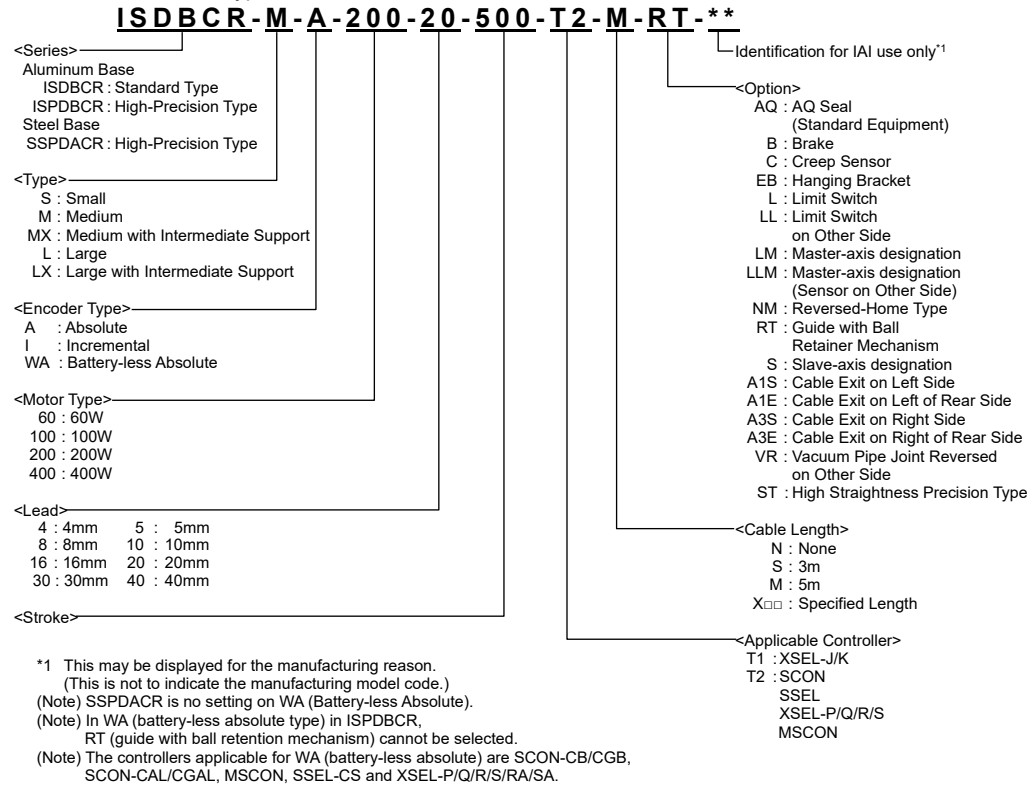 ISDBCR-M-A-200-20-500-T2-M-RT-**
<Series>
Aluminum Base
ISDBCR : Standard Type
ISPDBCR : High-Precision Type
Steel Base
SSPDACR : High-Precision Type
<Type>
S : Small
M : Medium
MX : Medium with Intermediate Support
L : Large
LX : Large with Intermediate Support
<Encoder Type>
A : Absolute
I : Incremental
WA : Battery-less Absolute
<Motor Type>
60 : 60W
100 : 100W
200 : 200W
400 : 400W
<Lead>
4 : 4mm 5 : 5mm
8 : 8mm 10 : 10mm
16 : 16mm 20 : 20mm
30 : 30mm 40 : 40mm
<Stroke>
*1 This may be displayed for the manufacturing reason.
(This is not to indicate the manufacturing model code.)
(Note) SSPDACR is no setting on WA (Battery-less Absolute).
(Note) In WA (battery-less absolute type) in ISPDBCR,
RT (guide with ball retention mechanism) cannot be selected.
(Note) The controllers applicable for WA (battery-less absolute) are SCON-CB/CGB,
SCON-CAL/CGAL, MSCON, SSEL-CS and XSEL-P/Q/R/S/RA/SA.
Identification for IAI use only*1
<Option>
AQ : AQ Seal
(Standard Equipment)
B : Brake
C : Creep Sensor
EB : Hanging Bracket
L : Limit Switch
LL : Limit Switch
on Other Side
LM : Master-axis designation
LLM : Master-axis designation
(Sensor on Other Side)
NM : Reversed-Home Type
RT : Guide with Ball
Retainer Mechanism
S : Slave-axis designation
A1S : Cable Exit on Left Side
A1E : Cable Exit on Left of Rear Side
A3S : Cable Exit on Right Side
A3E : Cable Exit on Right of Rear Side
VR : Vacuum Pipe Joint Reversed
on Other Side
ST : High Straightness Precision Type
<Cable Length>
N : None
S : 3m
M : 5m
X□□ : Specified Length
<Applicable Controller>
T1 : XSEL-J/K
T2 : SCON
SSEL
XSEL-P/Q/R/S
MSCON